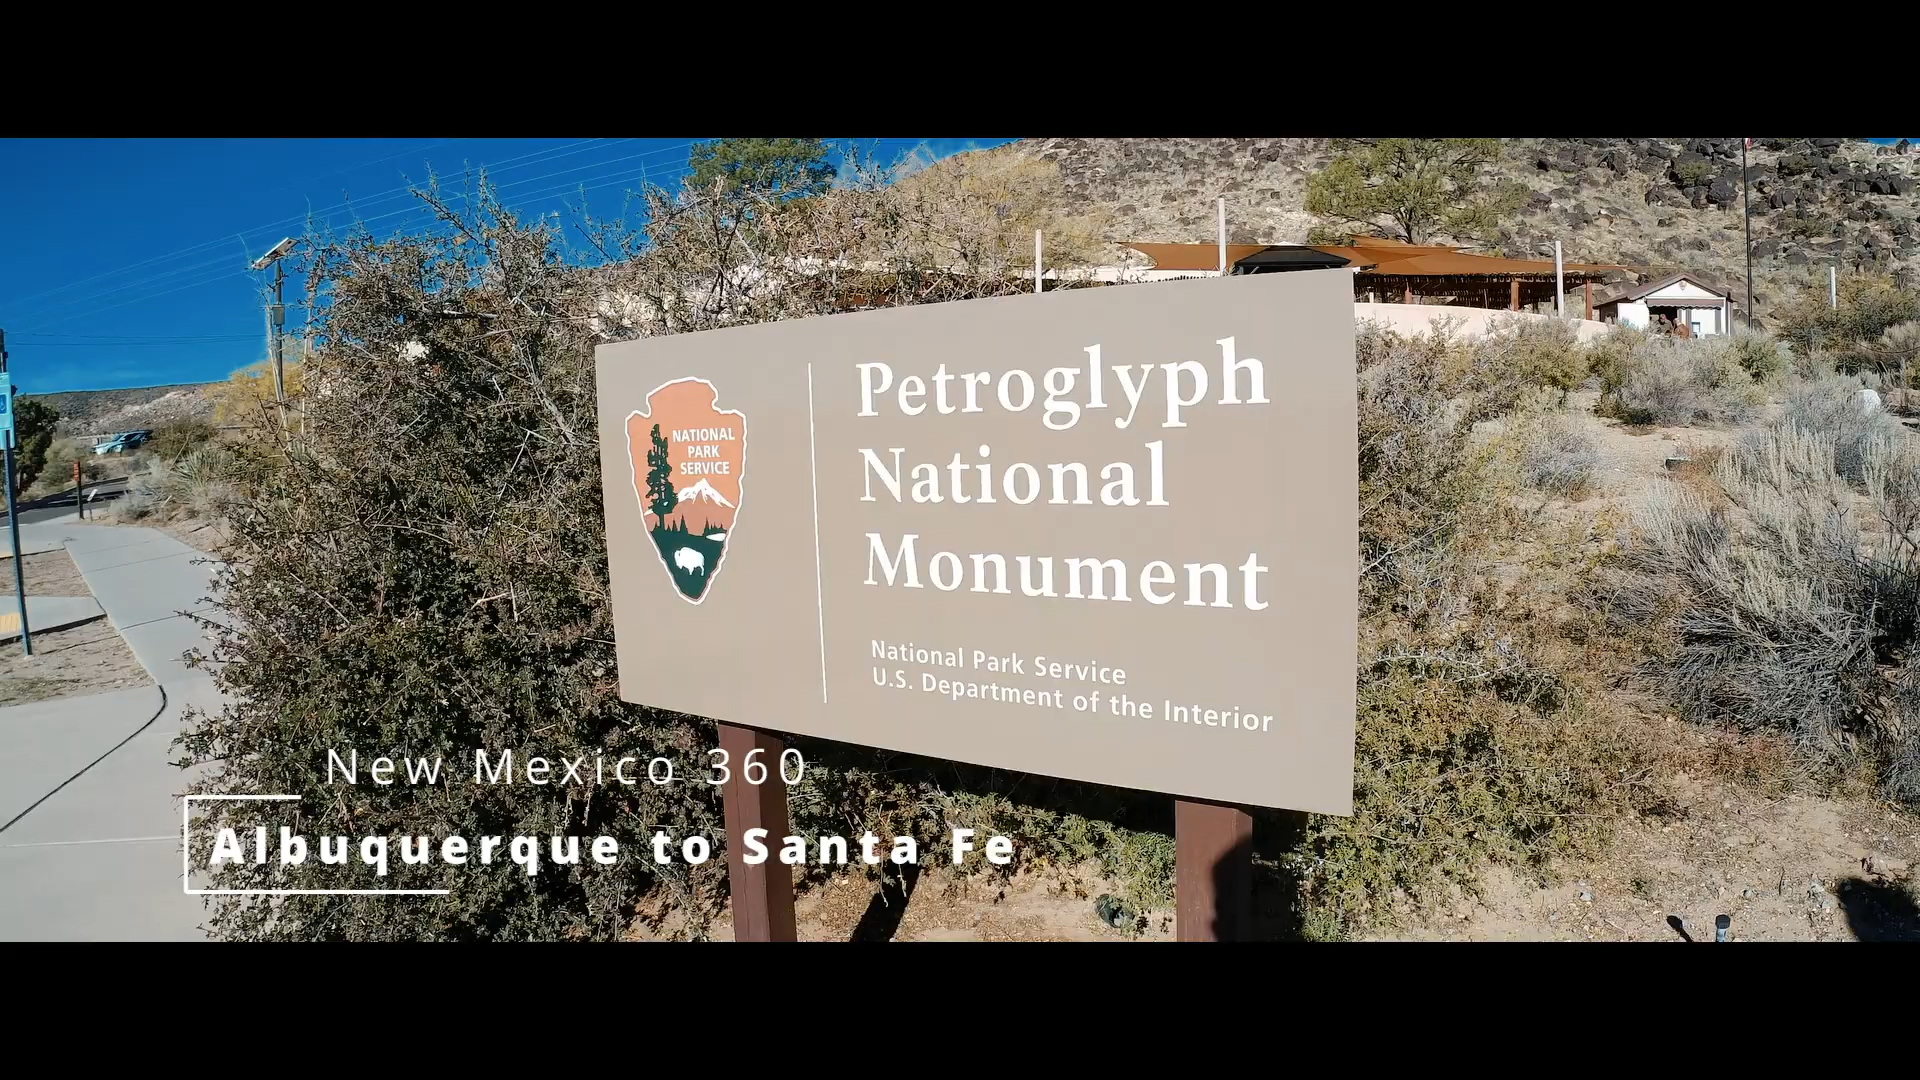 NATIONAL
PARK
SERVICE
Petroglyph
National
Monument
National Park Service
U.S. Department of the Interior
New Mexico 360
Albuquerque to Santa Fe